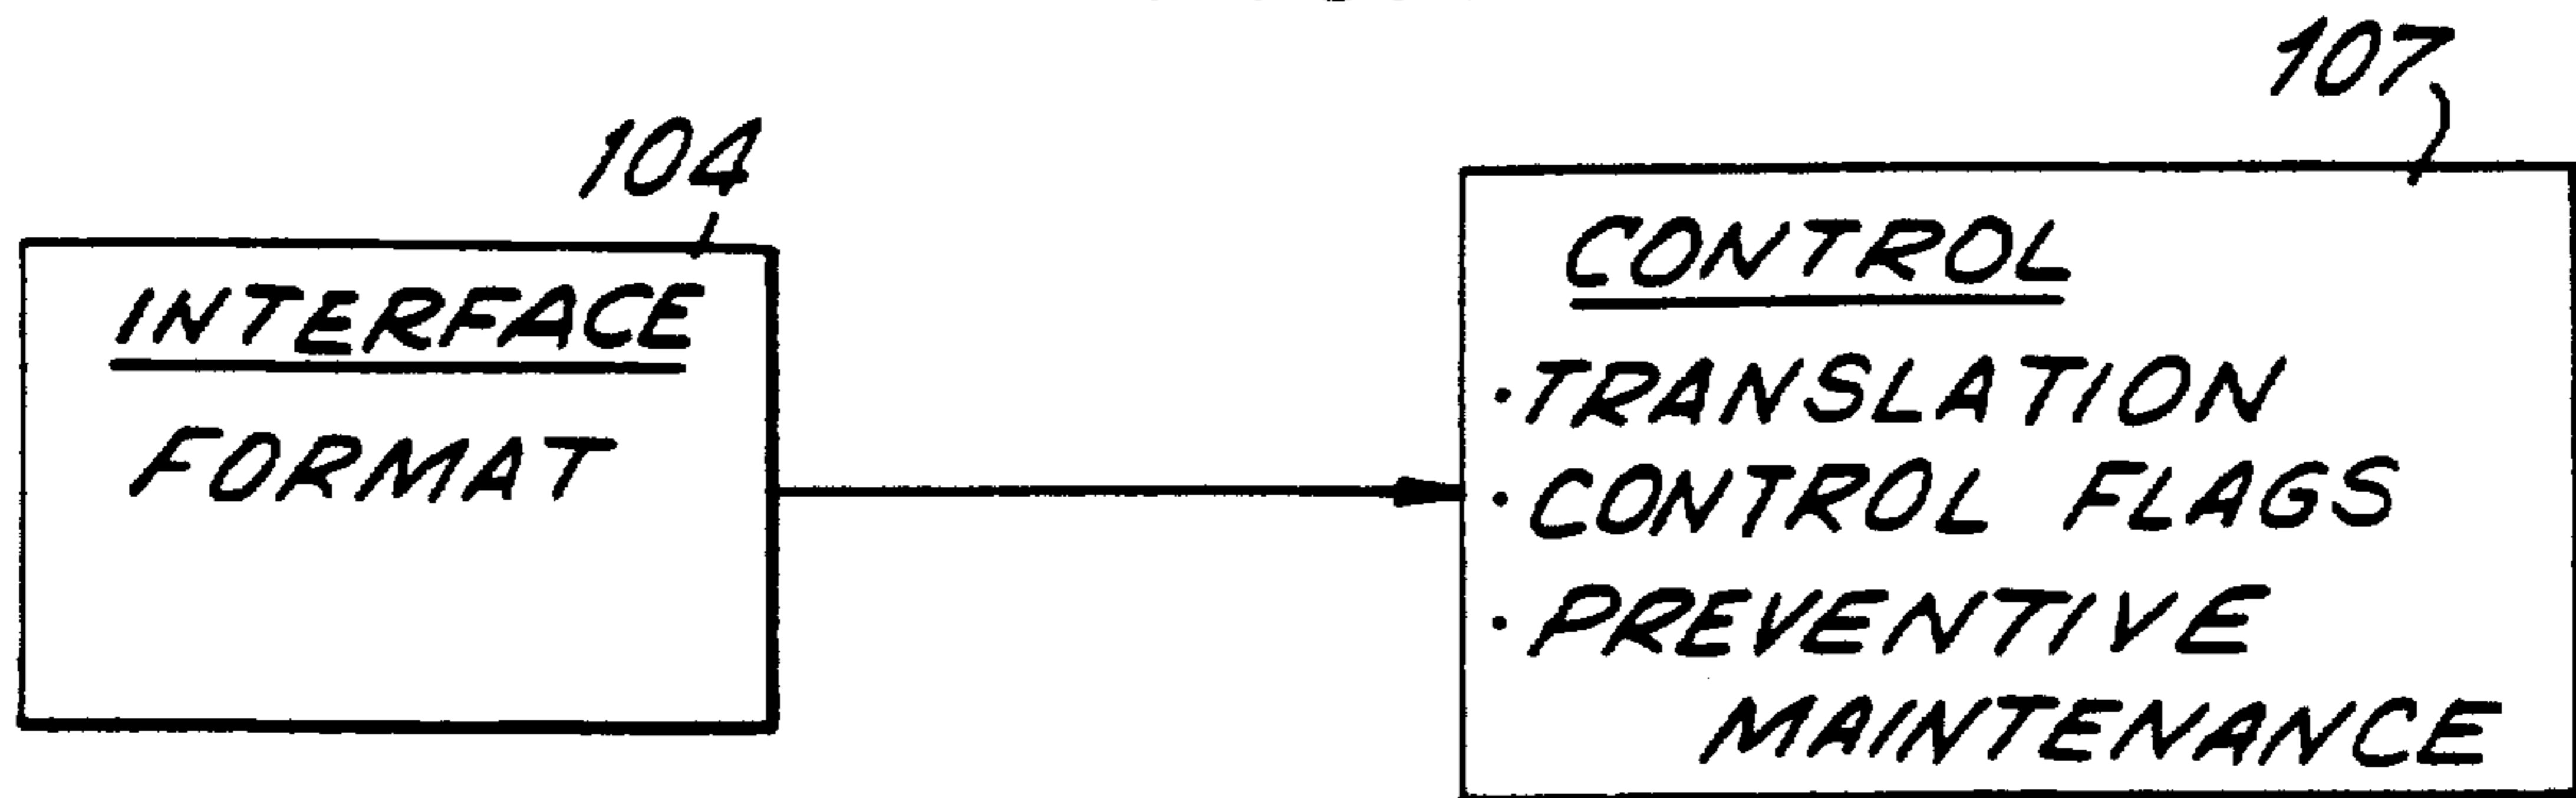 104
INTERFACE
FORMAT
107
CONTROL
·TRANSLATION
·CONTROL FLAGS
·PREVENTIVE
MAINTENANCE